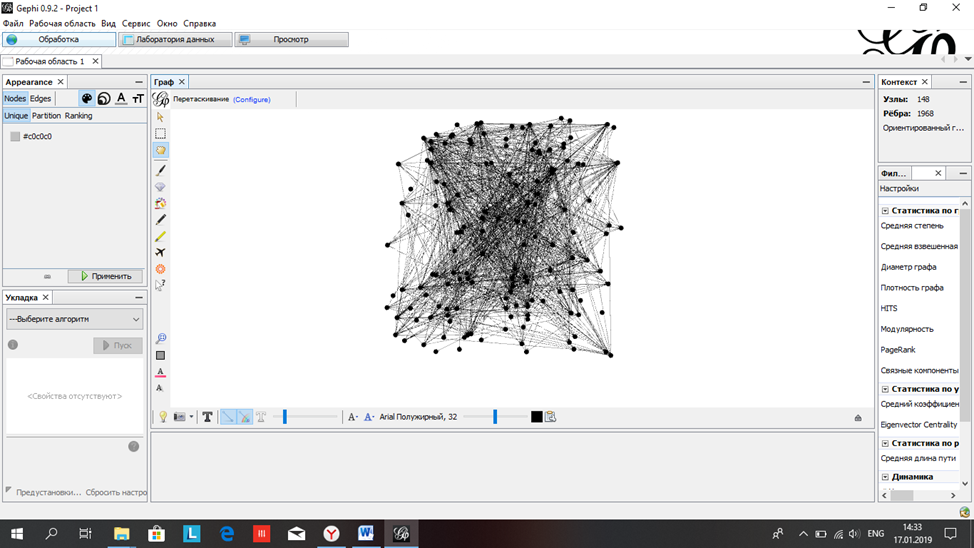 Gephi 0.9.2 - Project 1
Файл Рабочая область Вид Сервис Окно Справка
Обработка Лаборатория данных Просмотр
Рабочая область 1
Appearance
Nodes Edges
Unique Partition Ranking
#c0c0c0
Применить
Укладка
---Выберите алгоритм
Пуск
<Свойства отсутствуют>
Предустановки... Сбросить настро
Граф
Перетаскивание (Configure)
Arial Полужирный, 32
Контекст
Узлы: 148
Рёбра: 1968
Ориентированный г...
Фил...
Настройки
Статистика по г
Средняя степень
Средняя взвешенная
Диаметр графа
Плотность графа
HITS
Модулярность
PageRank
Связные компоненты
Статистика по у
Средний коэффициен
Eigenvector Centrality
Статистика по р
Средняя длина пути
Динамика
ENG
14:33
17.01.2019